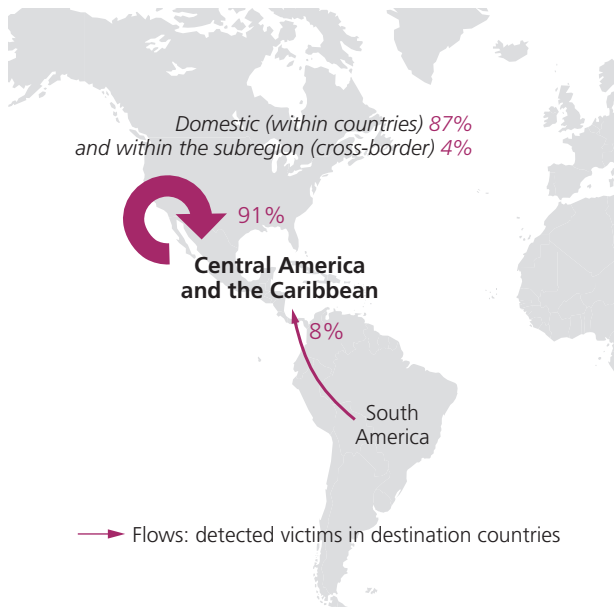 Domestic (within countries) 87%
and within the subregion (cross-border) 4%
91%
Central America
and the Caribbean
8%
South
America
Flows: detected victims in destination countries